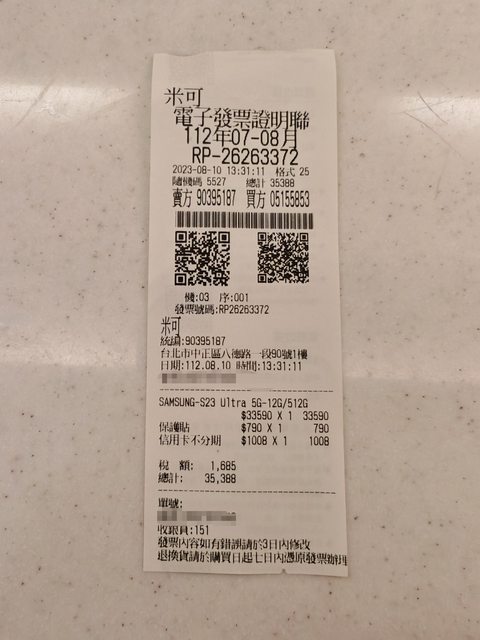 米可
電子發票證明聯
112年07-08月
RP-26263372
2023-08-10 13:31:11 格式 25
隨機碼 5527 總計 35388
賣方 90395187 買方 05155853
機:03 序:001
發票號碼:RP26263372
米可
統編:90395187
台北市中正區八德路一段90號1樓
日期:112.08.10 時間:13:31:11
SAMSUNG-S23 Ultra 5G-12G/512G
$33590 X 1 33590
保護貼 $790 X 1 790
信用卡不分期 $1008 X 1 1008
稅 額: 1,685
總計: 35,388
單號:
收銀員:151
發票內容如有錯誤請於3日內修改
退換貨請於購買日起七日內憑原發票辦理